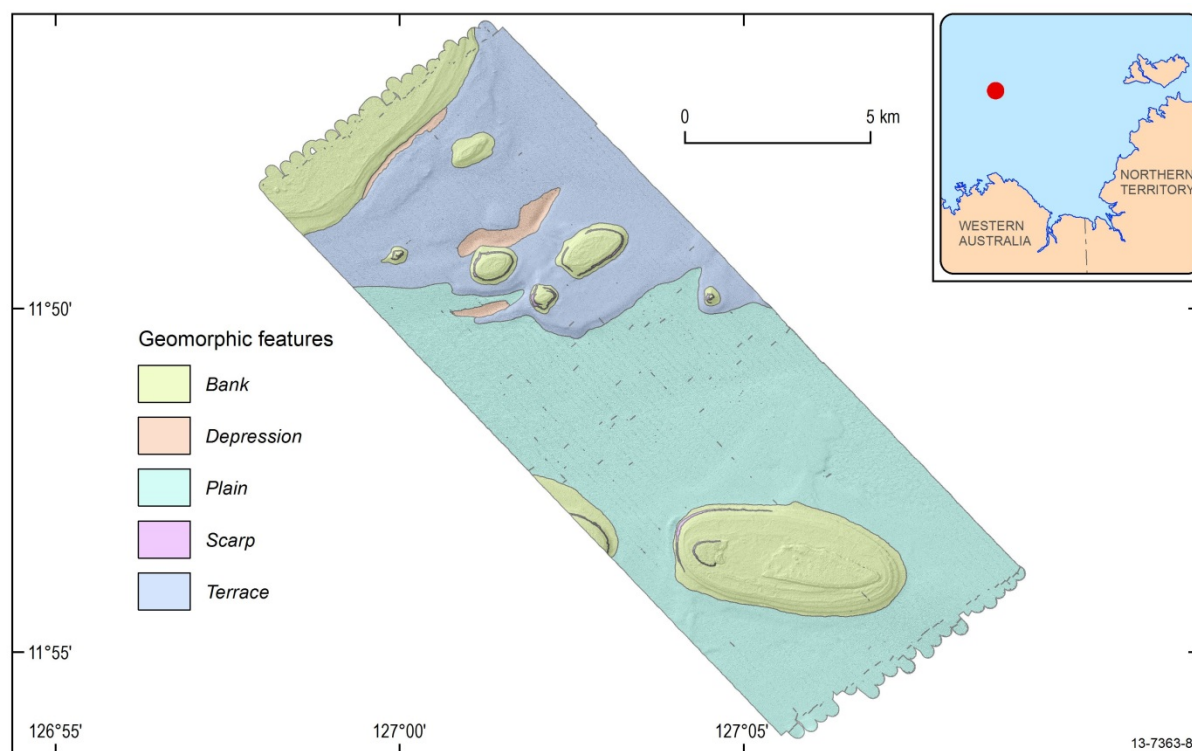 0
5 km
NORTHERN
TERRITORY
WESTERN
AUSTRALIA
11°50'
Geomorphic features
Bank
Depression
Plain
Scarp
Terrace
11°55'
126°55'
127°00'
127°05'
13-7363-8